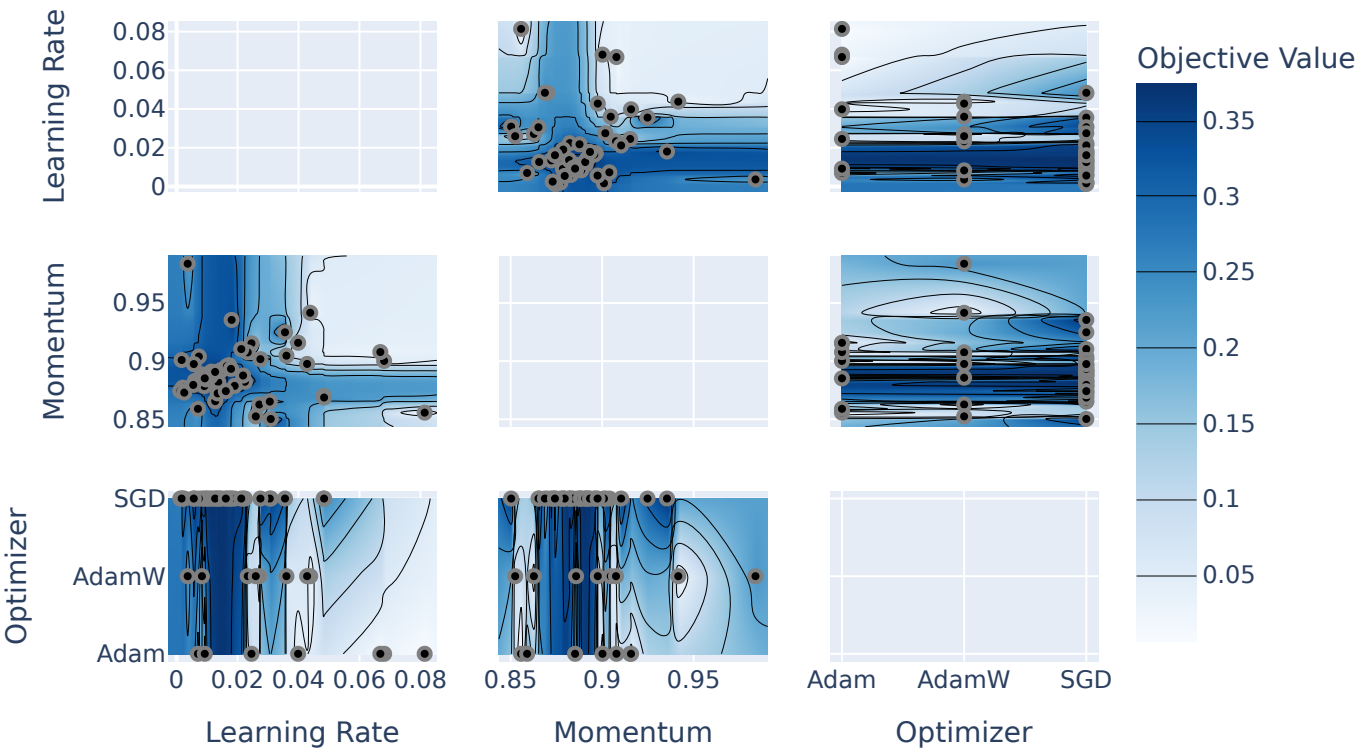 Learning Rate
0.08
0.06
0.04
0.02
0
Objective Value
0.35
0.3
0.25
0.2
0.15
0.1
0.05
Momentum
0.95
0.9
0.85
Optimizer
SGD
AdamW
Adam
0 0.02 0.04 0.06 0.08
0.85 0.9 0.95
Adam AdamW SGD
Learning Rate
Momentum
Optimizer